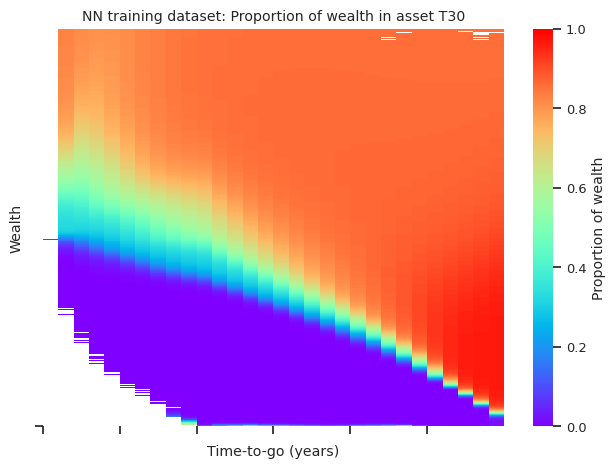 NN training dataset: Proportion of wealth in asset T30
Wealth
Time-to-go (years)
1.0
0.8
0.6
0.4
0.2
0.0
Proportion of wealth